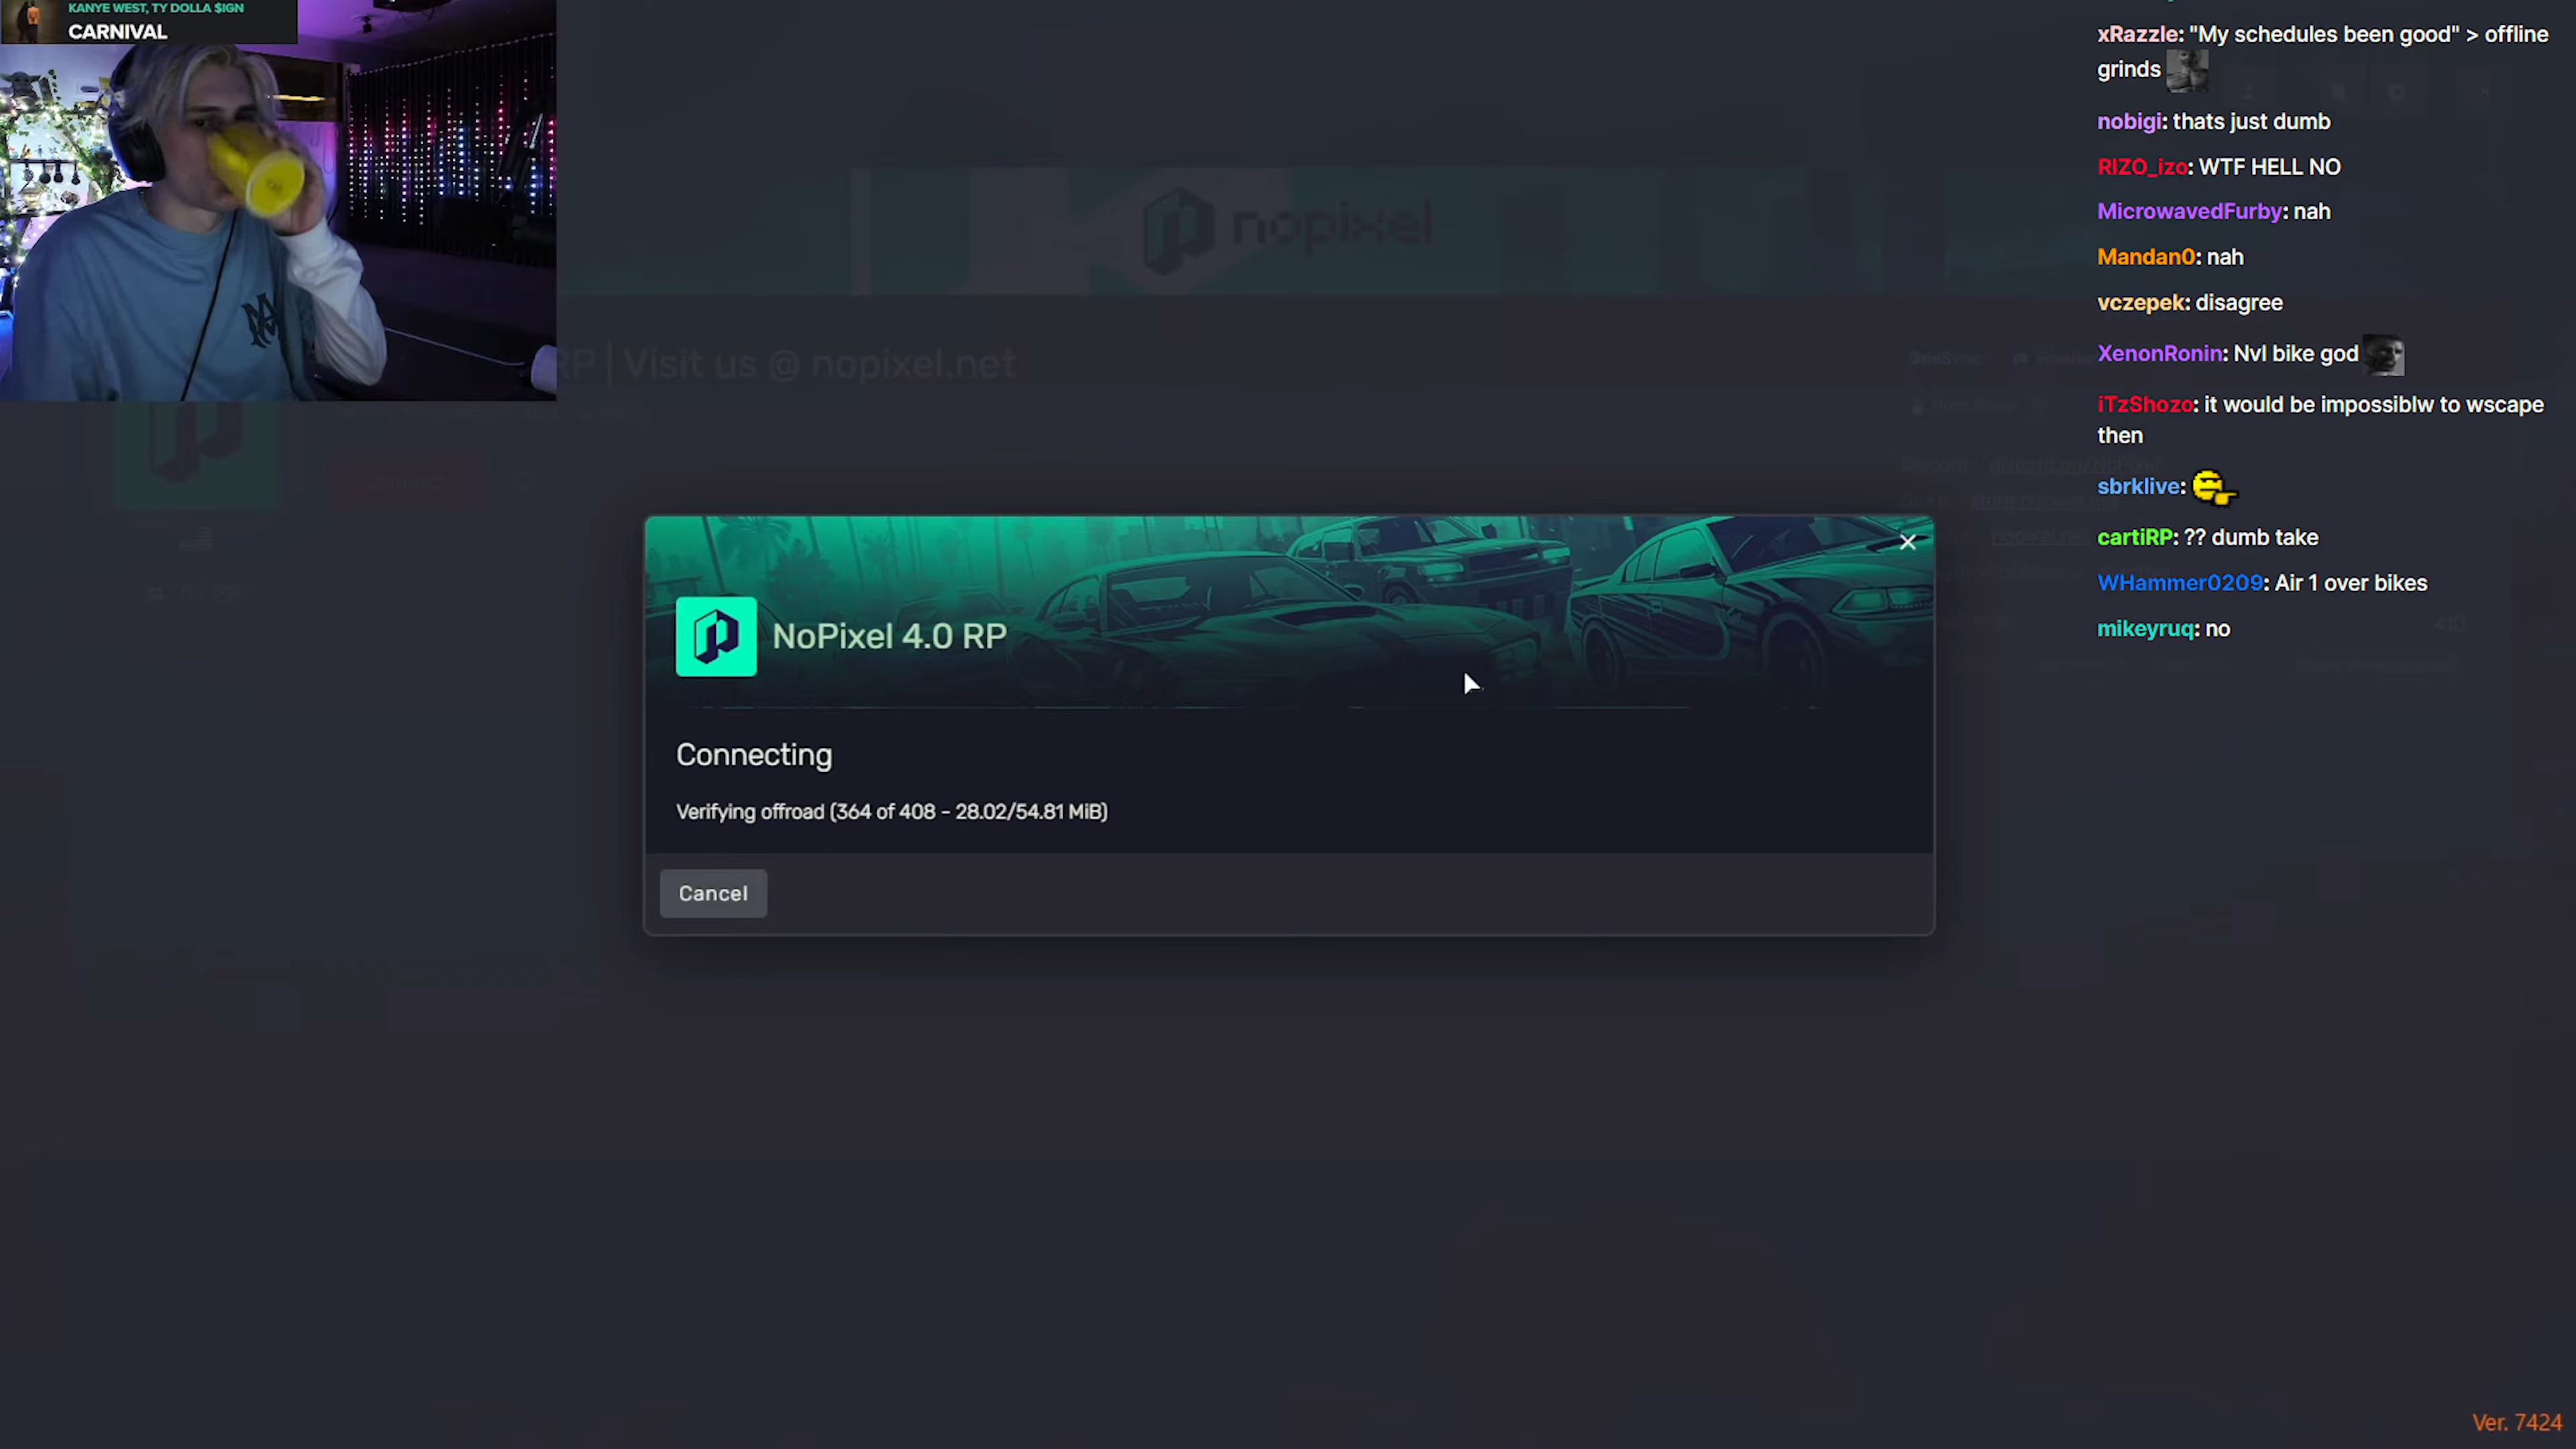 KANYE WEST, TY DOLLA $IGN
CARNIVAL
nopixel
RP | Visit us @ nopixel.net
NoPixel 4.0 RP
Connecting
Verifying offroad (364 of 408 - 28.02/54.81 MiB)
Cancel
xRazzle: "My schedules been good" > offline
grinds
nobigi: thats just dumb
RIZO_izo: WTF HELL NO
MicrowavedFurby: nah
Mandan0: nah
vczepek: disagree
XenonRonin: Nvl bike god
iTzShozo: it would be impossiblw to wscape
then
sbrklive:
cartiRP: ?? dumb take
WHammer0209: Air 1 over bikes
mikeyruq: no
Ver. 7424